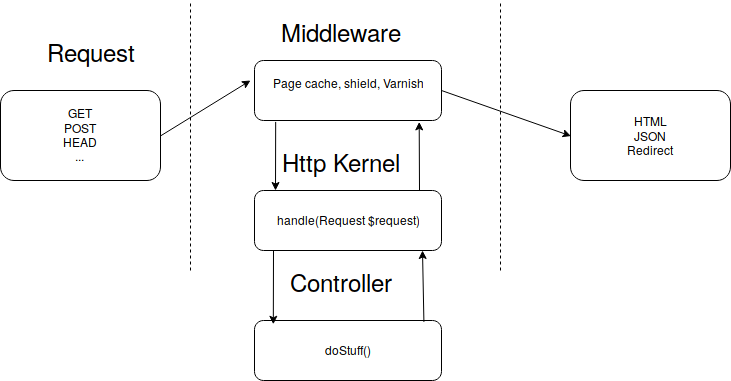 Request
Middleware
GET
POST
HEAD
...
Page cache, shield, Varnish
HTML
JSON
Redirect
Http Kernel
handle(Request $request)
Controller
doStuff()